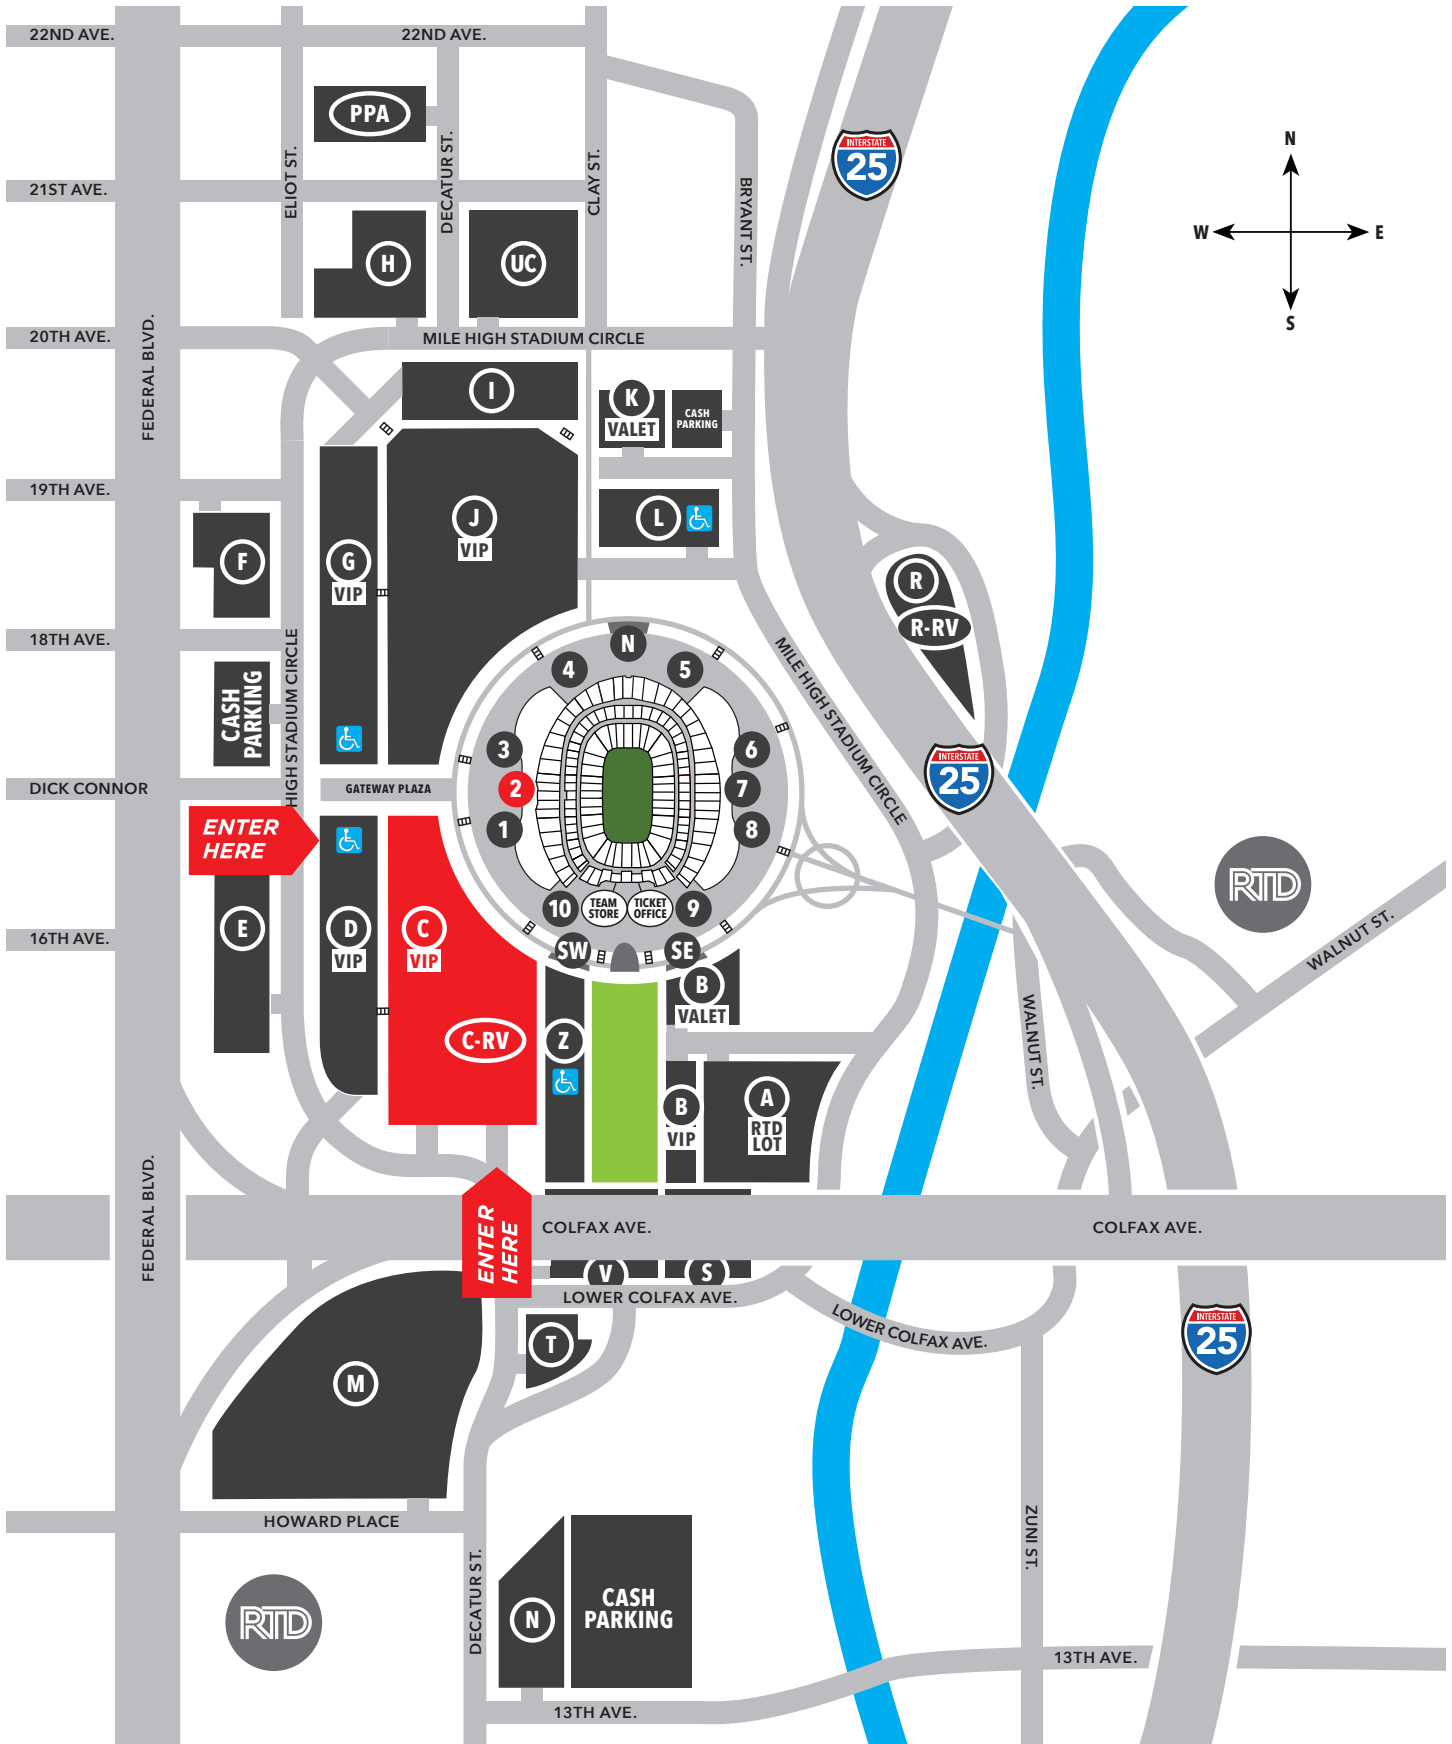 22ND AVE.
22ND AVE.
PPA
ELIOT ST.
DECATUR ST.
CLAY ST.
BRYANT ST.
INTERSTATE
25
N
W
E
S
21ST AVE.
H
UC
FEDERAL BLVD.
20TH AVE.
MILE HIGH STADIUM CIRCLE
I
K
VALET
CASH
PARKING
19TH AVE.
J
VIP
L
F
G
VIP
R
R-RV
18TH AVE.
HIGH STADIUM CIRCLE
MILE HIGH STADIUM CIRCLE
CASH
PARKING
N
4
5
3
6
2
7
1
8
10
TEAM
STORE
TICKET
OFFICE
9
SW
SE
INTERSTATE
25
DICK CONNOR
GATEWAY PLAZA
ENTER
HERE
RTD
WALNUT ST.
E
D
VIP
C
VIP
16TH AVE.
B
VALET
C-RV
Z
WALNUT ST.
B
VIP
A
RTD
LOT
FEDERAL BLVD.
ENTER
HERE
COLFAX AVE.
COLFAX AVE.
V
S
LOWER COLFAX AVE.
LOWER COLFAX AVE.
INTERSTATE
25
T
M
HOWARD PLACE
DECATUR ST.
ZUNI ST.
RTD
N
CASH
PARKING
13TH AVE.
13TH AVE.